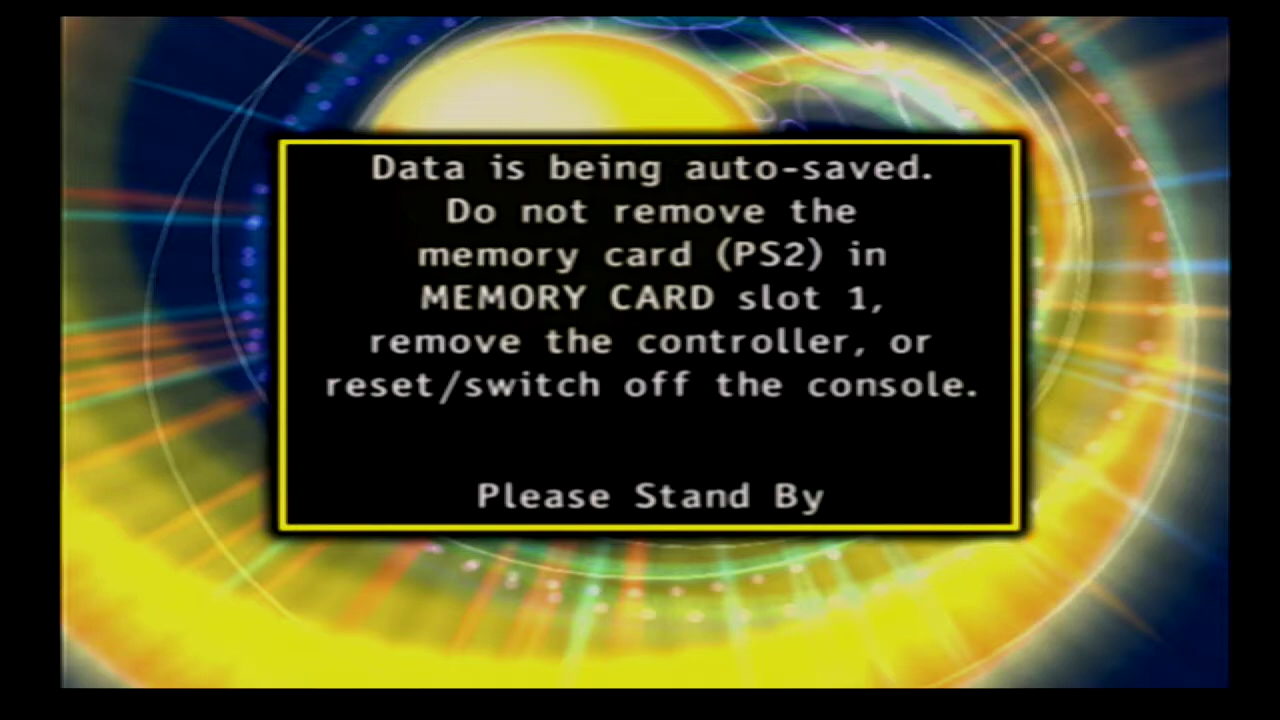 Data is being auto-saved.
Do not remove the
memory card (PS2) in
MEMORY CARD slot 1,
remove the controller, or
reset/switch off the console.
Please Stand By